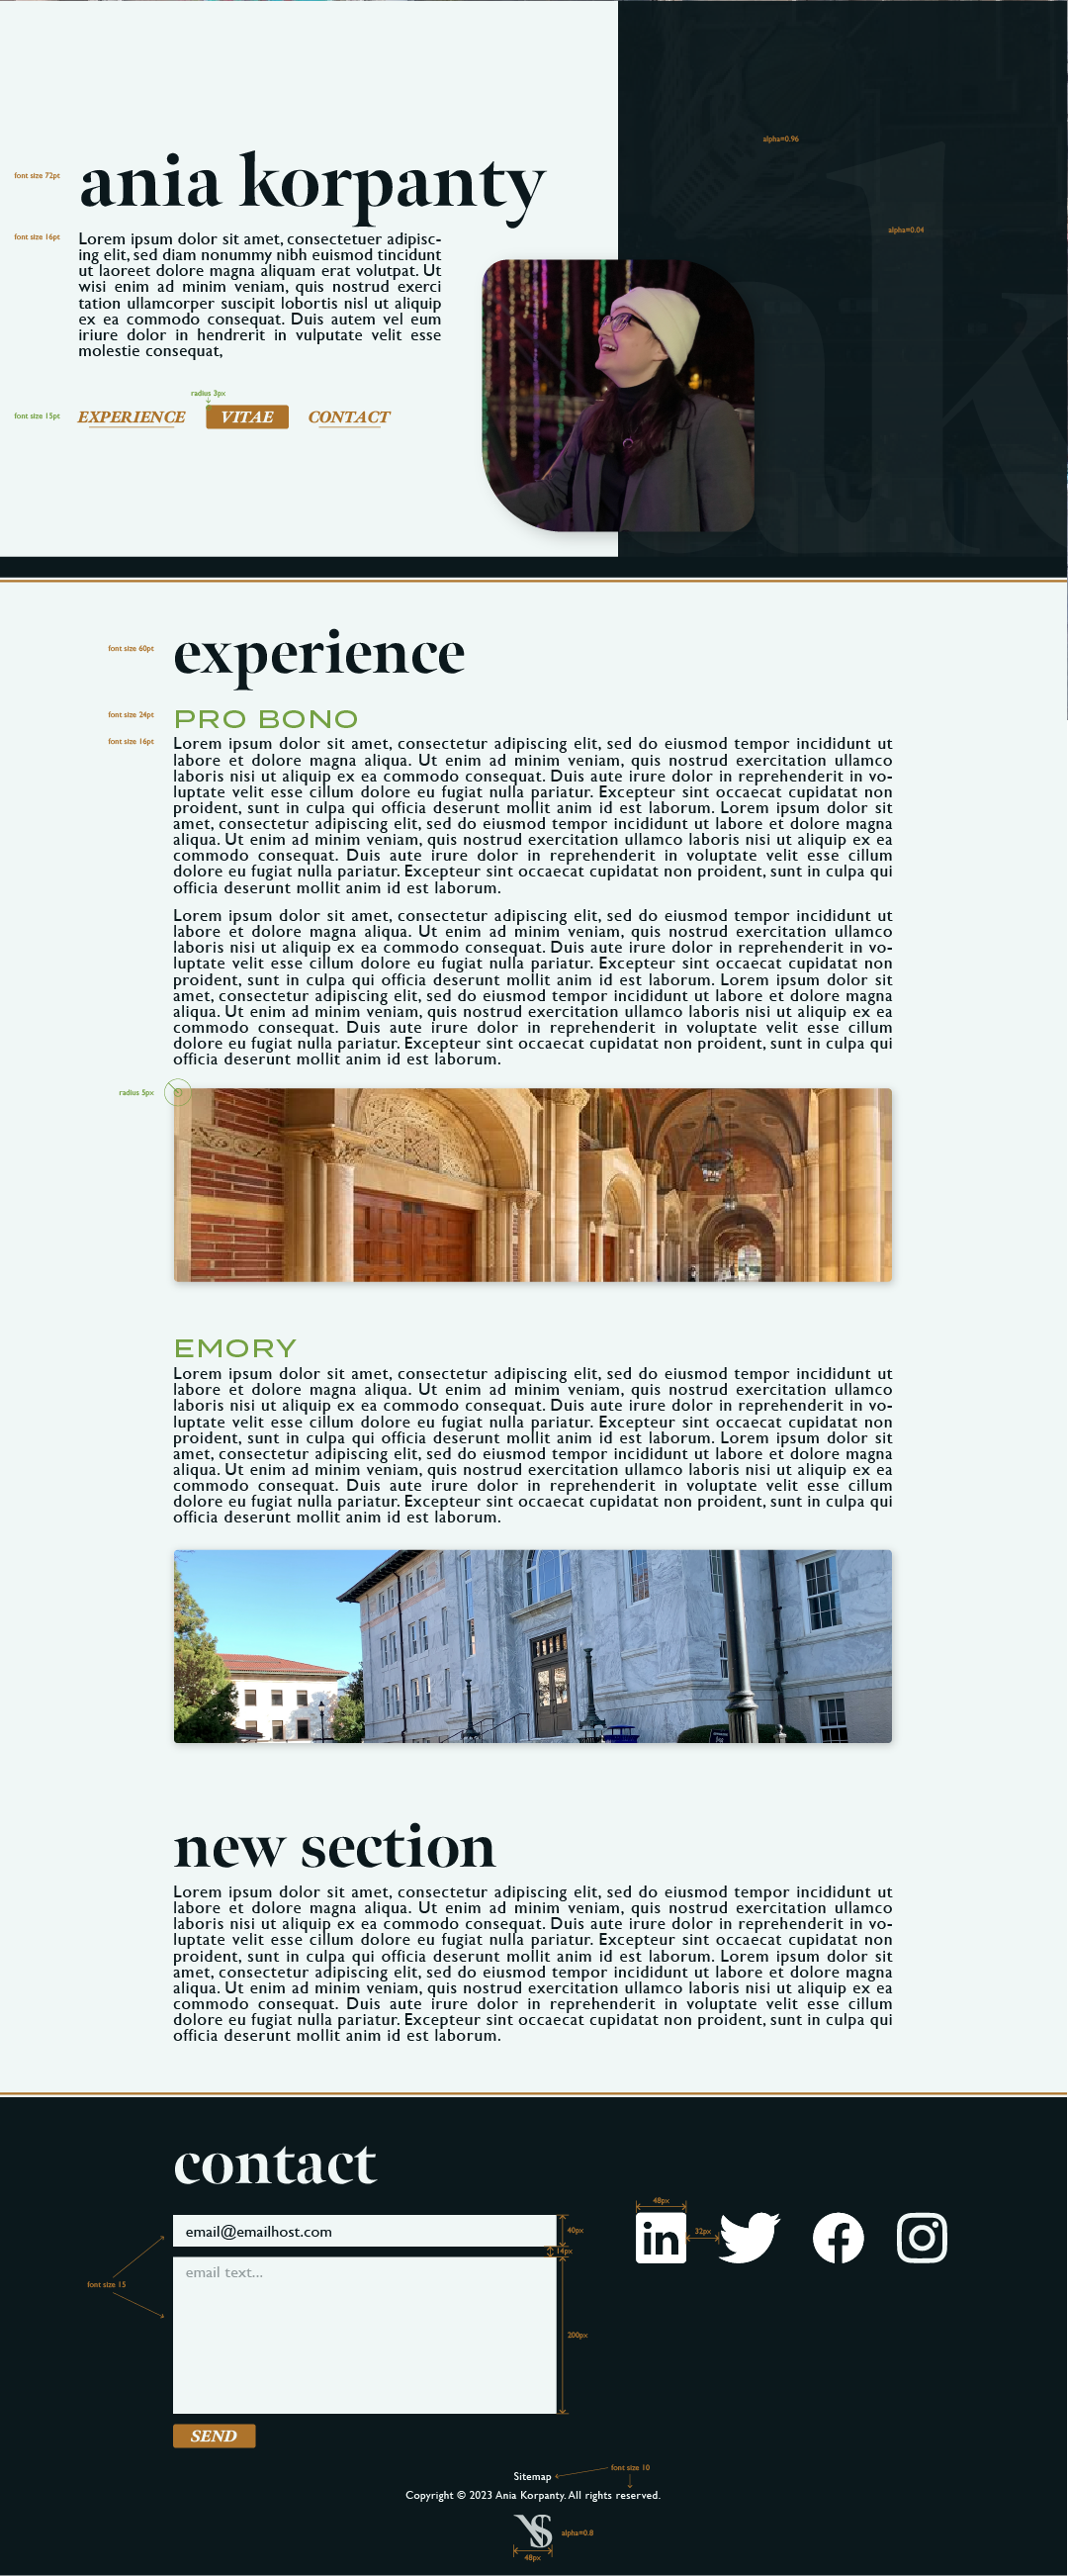 alpha=0.96
ania korpanty
font size 72pt
alpha=0.04
font size 16pt
Lorem ipsum dolor sit amet, consectetuer adipisc-
ing elit, sed diam nonummy nibh euismod tincidunt
ut laoreet dolore magna aliquam erat volutpat. Ut
wisi enim ad minim veniam, quis nostrud exerci
tation ullamcorper suscipit lobortis nisl ut aliquip
ex ea commodo consequat. Duis autem vel eum
iriure dolor in hendrerit in vulputate velit esse
molestie consequat,
k
radius 3px
font size 15pt
EXPERIENCE VITAE CONTACT
font size 60pt
experience
font size 24pt
PRO BONO
font size 16pt
Lorem ipsum dolor sit amet, consectetur adipiscing elit, sed do eiusmod tempor incididunt ut
labore et dolore magna aliqua. Ut enim ad minim veniam, quis nostrud exercitation ullamco
laboris nisi ut aliquip ex ea commodo consequat. Duis aute irure dolor in reprehenderit in vo-
luptate velit esse cillum dolore eu fugiat nulla pariatur. Excepteur sint occaecat cupidatat non
proident, sunt in culpa qui officia deserunt mollit anim id est laborum. Lorem ipsum dolor sit
amet, consectetur adipiscing elit, sed do eiusmod tempor incididunt ut labore et dolore magna
aliqua. Ut enim ad minim veniam, quis nostrud exercitation ullamco laboris nisi ut aliquip ex ea
commodo consequat. Duis aute irure dolor in reprehenderit in voluptate velit esse cillum
dolore eu fugiat nulla pariatur. Excepteur sint occaecat cupidatat non proident, sunt in culpa qui
officia deserunt mollit anim id est laborum.
Lorem ipsum dolor sit amet, consectetur adipiscing elit, sed do eiusmod tempor incididunt ut
labore et dolore magna aliqua. Ut enim ad minim veniam, quis nostrud exercitation ullamco
laboris nisi ut aliquip ex ea commodo consequat. Duis aute irure dolor in reprehenderit in vo-
luptate velit esse cillum dolore eu fugiat nulla pariatur. Excepteur sint occaecat cupidatat non
proident, sunt in culpa qui officia deserunt mollit anim id est laborum. Lorem ipsum dolor sit
amet, consectetur adipiscing elit, sed do eiusmod tempor incididunt ut labore et dolore magna
aliqua. Ut enim ad minim veniam, quis nostrud exercitation ullamco laboris nisi ut aliquip ex ea
commodo consequat. Duis aute irure dolor in reprehenderit in voluptate velit esse cillum
dolore eu fugiat nulla pariatur. Excepteur sint occaecat cupidatat non proident, sunt in culpa qui
officia deserunt mollit anim id est laborum.
radius 5px
EMORY
Lorem ipsum dolor sit amet, consectetur adipiscing elit, sed do eiusmod tempor incididunt ut
labore et dolore magna aliqua. Ut enim ad minim veniam, quis nostrud exercitation ullamco
laboris nisi ut aliquip ex ea commodo consequat. Duis aute irure dolor in reprehenderit in vo-
luptate velit esse cillum dolore eu fugiat nulla pariatur. Excepteur sint occaecat cupidatat non
proident, sunt in culpa qui officia deserunt mollit anim id est laborum. Lorem ipsum dolor sit
amet, consectetur adipiscing elit, sed do eiusmod tempor incididunt ut labore et dolore magna
aliqua. Ut enim ad minim veniam, quis nostrud exercitation ullamco laboris nisi ut aliquip ex ea
commodo consequat. Duis aute irure dolor in reprehenderit in voluptate velit esse cillum
dolore eu fugiat nulla pariatur. Excepteur sint occaecat cupidatat non proident, sunt in culpa qui
officia deserunt mollit anim id est laborum.
new section
Lorem ipsum dolor sit amet, consectetur adipiscing elit, sed do eiusmod tempor incididunt ut
labore et dolore magna aliqua. Ut enim ad minim veniam, quis nostrud exercitation ullamco
laboris nisi ut aliquip ex ea commodo consequat. Duis aute irure dolor in reprehenderit in vo-
luptate velit esse cillum dolore eu fugiat nulla pariatur. Excepteur sint occaecat cupidatat non
proident, sunt in culpa qui officia deserunt mollit anim id est laborum. Lorem ipsum dolor sit
amet, consectetur adipiscing elit, sed do eiusmod tempor incididunt ut labore et dolore magna
aliqua. Ut enim ad minim veniam, quis nostrud exercitation ullamco laboris nisi ut aliquip ex ea
commodo consequat. Duis aute irure dolor in reprehenderit in voluptate velit esse cillum
dolore eu fugiat nulla pariatur. Excepteur sint occaecat cupidatat non proident, sunt in culpa qui
officia deserunt mollit anim id est laborum.
contact
email@emailhost.com
40px
14px
email text...
font size 15
200px
SEND
48px
32px
in
f
Sitemap
font size 10
Copyright © 2023 Ania Korpanty. All rights reserved.
YS
alpha=0.8
48px